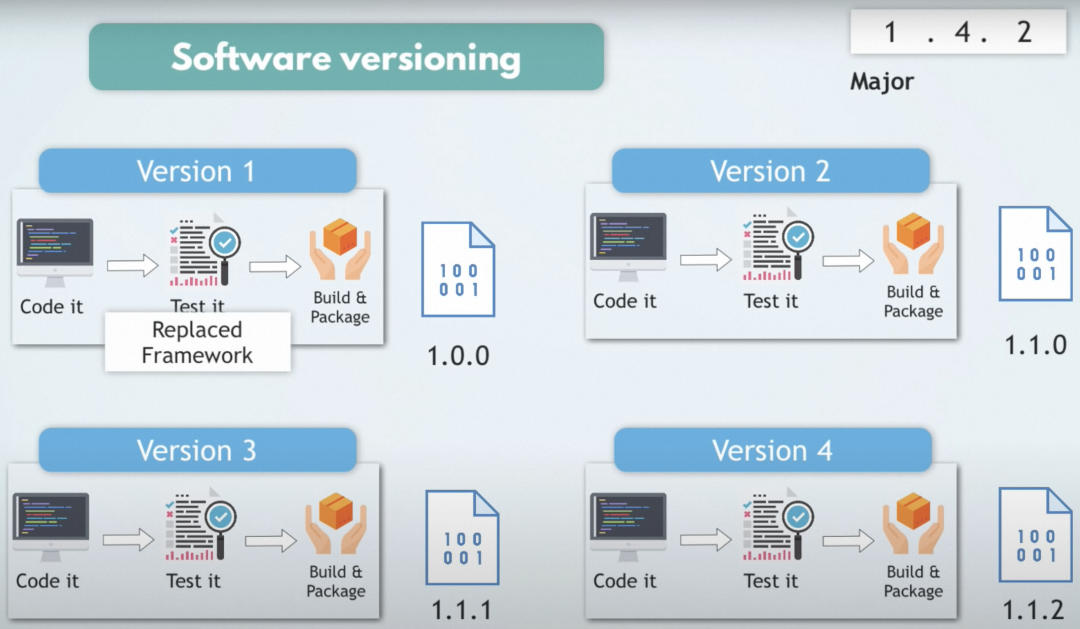 Software versioning
1 . 4 . 2
Major
Version 1
Code it
Test it
Build &
Package
Replaced
Framework
100
001
1.0.0
Version 2
Code it
Test it
Build &
Package
100
001
1.1.0
Version 3
Code it
Test it
Build &
Package
100
001
1.1.1
Version 4
Code it
Test it
Build &
Package
100
001
1.1.2